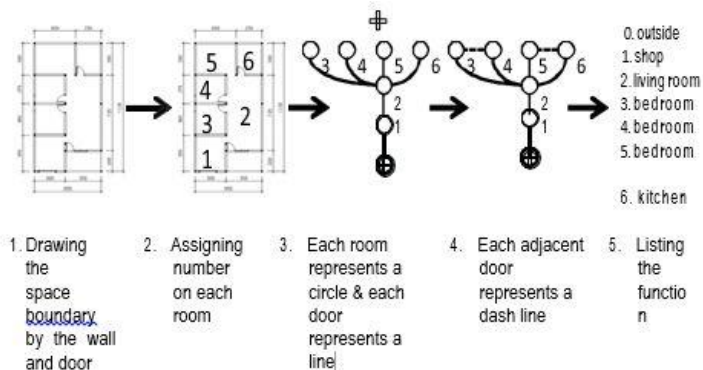 5 6
4
3 2
1
3 4 5 6
2
1
3 4 5 6
2
1
0. outside
1. shop
2. living room
3. bedroom
4. bedroom
5. bedroom
6. kitchen
1. Drawing
the
space
boundary
by the wall
and door
2. Assigning
number
on each
room
3. Each room
represents a
circle & each
door
represents a
line
4. Each adjacent
door
represents a
dash line
5. Listing
the
functio
n